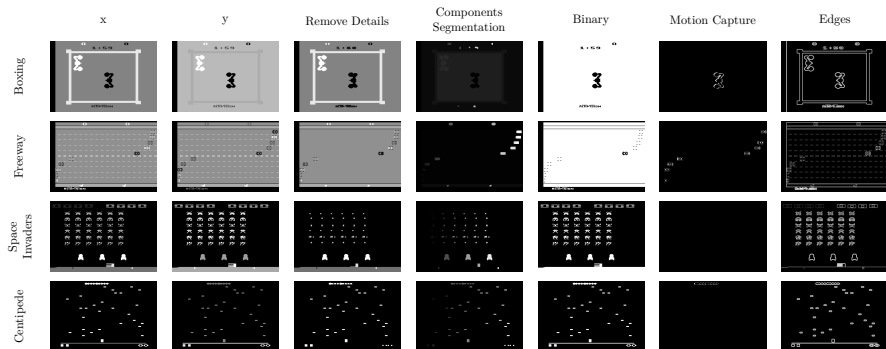 x y Remove Details Components Segmentation Binary Motion Capture Edges
Boxing
Freeway
Space Invaders
Centipede